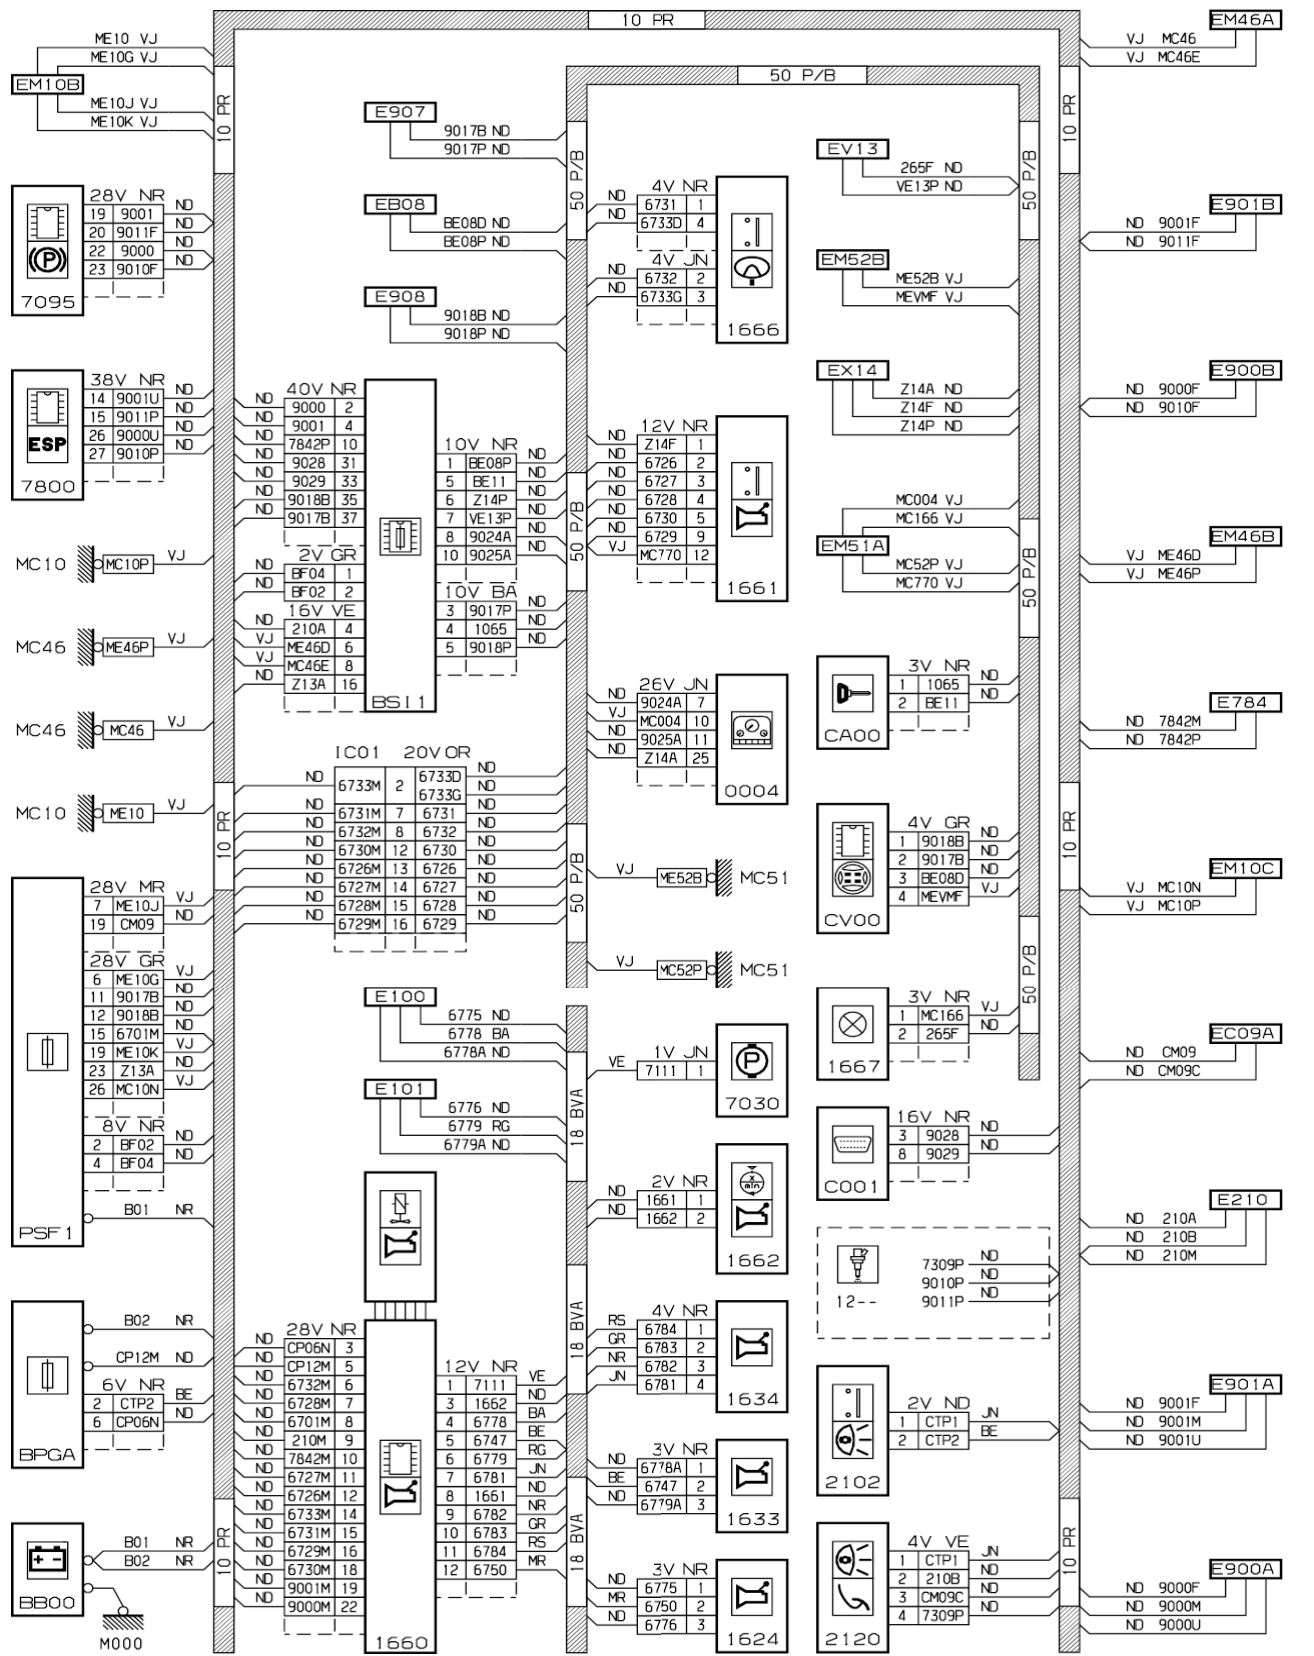 10 PR
50 P/B
ME10 VJ
ME10G VJ
EM10B
ME10J VJ
ME10K VJ
10 PR
28V NR
19 9001 ND
20 9011F ND
22 9000 ND
23 9010F ND
7095
38V NR
14 9001U ND
15 9011P ND
26 9000U ND
27 9010P ND
ESP
7800
MC10 MC10P VJ
MC46 ME46P VJ
MC46 MC46 VJ
MC10 ME10 VJ
10 PR
28V MR
7 ME10J VJ
19 CM09 ND
28V GR
6 ME10G VJ
11 9017B ND
12 9018B ND
15 6701M ND
19 ME10K VJ
23 Z13A ND
26 MC10N VJ
8V NR
2 BF02 ND
4 BF04 ND
B01 NR
PSF1
B02 NR
CP12M ND
6V NR
2 CTP2 BE
6 CP06N ND
BPGA
B01 NR
B02 NR
BB00
M000
10 PR
E907
9017B ND
9017P ND
EB08
BE08D ND
BE08P ND
E908
9018B ND
9018P ND
40V NR
ND 9000 2
ND 9001 4
ND 7842P 10
ND 9028 31
ND 9029 33
ND 9018B 35
ND 9017B 37
2V GR
ND BF04 1
ND BF02 2
16V VE
ND 210A 4
VJ ME46D 6
VJ MC46E 8
ND Z13A 16
BSI1
10V NR
1 BE08P ND
5 BE11 ND
6 Z14P ND
7 VE13P ND
8 9024A ND
10 9025A ND
10V BA
3 9017P ND
4 1065 ND
5 9018P ND
IC01 20V OR
ND 6733M 2 6733D ND
6733G ND
ND 6731M 7 6731 ND
ND 6732M 8 6732 ND
ND 6730M 12 6730 ND
ND 6726M 13 6726 ND
ND 6727M 14 6727 ND
ND 6728M 15 6728 ND
ND 6729M 16 6729 ND
E100
6775 ND
6778 BA
6778A ND
E101
6776 ND
6779 RG
6779A ND
28V NR
ND CP06N 3
ND CP12M 5
ND 6732M 6
ND 6728M 7
ND 6701M 8
ND 210M 9
ND 7842M 10
ND 6727M 11
ND 6726M 12
ND 6733M 14
ND 6731M 15
ND 6729M 16
ND 6730M 18
ND 9001M 19
ND 9000M 22
12V NR
1 7111 VE
3 1662 ND
4 6778 BA
5 6747 BE
6 6779 RG
7 6781 JN
8 1661 ND
9 6782 NR
10 6783 GR
11 6784 RS
12 6750 MR
1660
50 P/B
50 P/B
50 P/B
18 BVA
18 BVA
18 BVA
4V NR
ND 6731 1
ND 6733D 4
4V JN
ND 6732 2
ND 6733G 3
1666
12V NR
ND Z14F 1
ND 6726 2
ND 6727 3
ND 6728 4
ND 6730 5
ND 6729 9
VJ MC770 12
1661
26V JN
ND 9024A 7
VJ MC004 10
ND 9025A 11
ND Z14A 25
0004
VJ ME52B MC51
VJ MC52P MC51
1V JN
VE 7111 1
7030
2V NR
ND 1661 1
ND 1662 2
x
min
1662
4V NR
RS 6784 1
GR 6783 2
NR 6782 3
JN 6781 4
1634
3V NR
ND 6778A 1
BE 6747 2
ND 6779A 3
1633
3V NR
ND 6775 1
MR 6750 2
ND 6776 3
1624
EV13
265F ND
VE13P ND
EM52B
ME52B VJ
MEVMF VJ
EX14
Z14A ND
Z14F ND
Z14P ND
MC004 VJ
MC166 VJ
EM51A
MC52P VJ
MC770 VJ
50 P/B
50 P/B
50 P/B
3V NR
1 1065 ND
2 BE11 ND
CA00
4V GR
1 9018B ND
2 9017B ND
3 BE08D ND
4 MEVMF VJ
CV00
3V NR
1 MC166 VJ
2 265F ND
1667
16V NR
3 9028 ND
8 9029 ND
C001
7309P ND
9010P ND
9011P ND
12--
2V ND
1 CTP1 JN
2 CTP2 BE
2102
4V VE
1 CTP1 JN
2 210B ND
3 CM09C ND
4 7309P ND
2120
10 PR
10 PR
10 PR
EM46A
VJ MC46
VJ MC46E
E901B
ND 9001F
ND 9011F
E900B
ND 9000F
ND 9010F
EM46B
VJ ME46D
VJ ME46P
E784
ND 7842M
ND 7842P
EM10C
VJ MC10N
VJ MC10P
EC09A
ND CM09
ND CM09C
E210
ND 210A
ND 210B
ND 210M
E901A
ND 9001F
ND 9001M
ND 9001U
E900A
ND 9000F
ND 9000M
ND 9000U